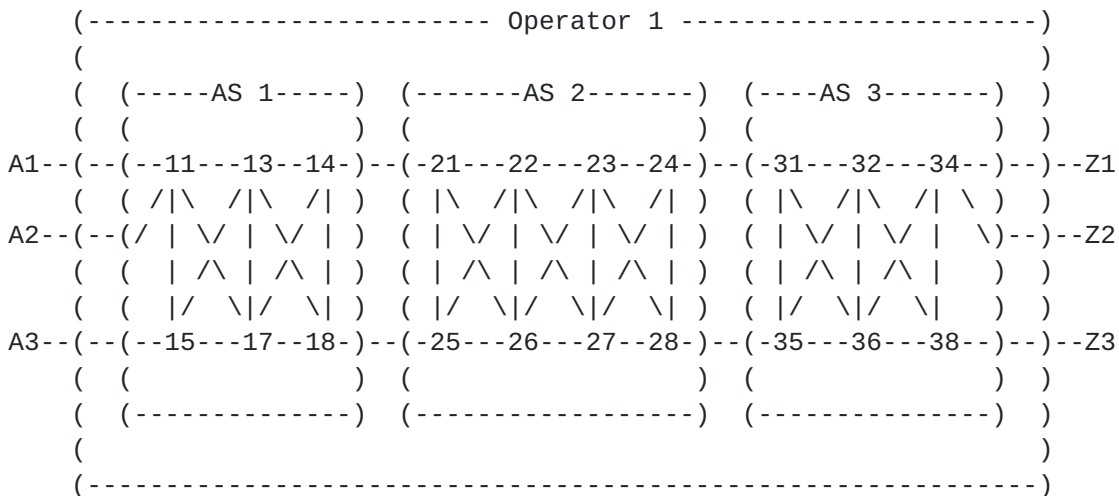 (--------------------------- Operator 1 ------------------------)
(                                                               )
(  (-----AS 1-----)  (-------AS 2-------)  (----AS 3-------)  )
(  (              )  (                  )  (               )  )
A1--(--(--11---13--14-)--(-21---22---23--24-)--(-31---32---34--)--)--Z1
(  ( /|\  /|\  /| )  ( |\  /|\  /|\  /| )  ( |\  /|\  /| \ )  )
A2--(--(/ | \/ | \/ | )  ( | \/ | \/ | \/ | )  ( | \/ | \/ |  \)--)--Z2
(  (  | /\ | /\ | )  ( | /\ | /\ | /\ | )  ( | /\ | /\ |   )  )
(  (  |/  \|/  \| )  ( |/  \|/  \|/  \| )  ( |/  \|/  \|   )  )
A3--(--(--15---17--18-)--(-25---26---27--28-)--(-35---36---38--)--)--Z3
(  (              )  (                  )  (               )  )
(  (--------------)  (------------------)  (---------------)  )
(                                                               )
(----------------------------------------------------------------)